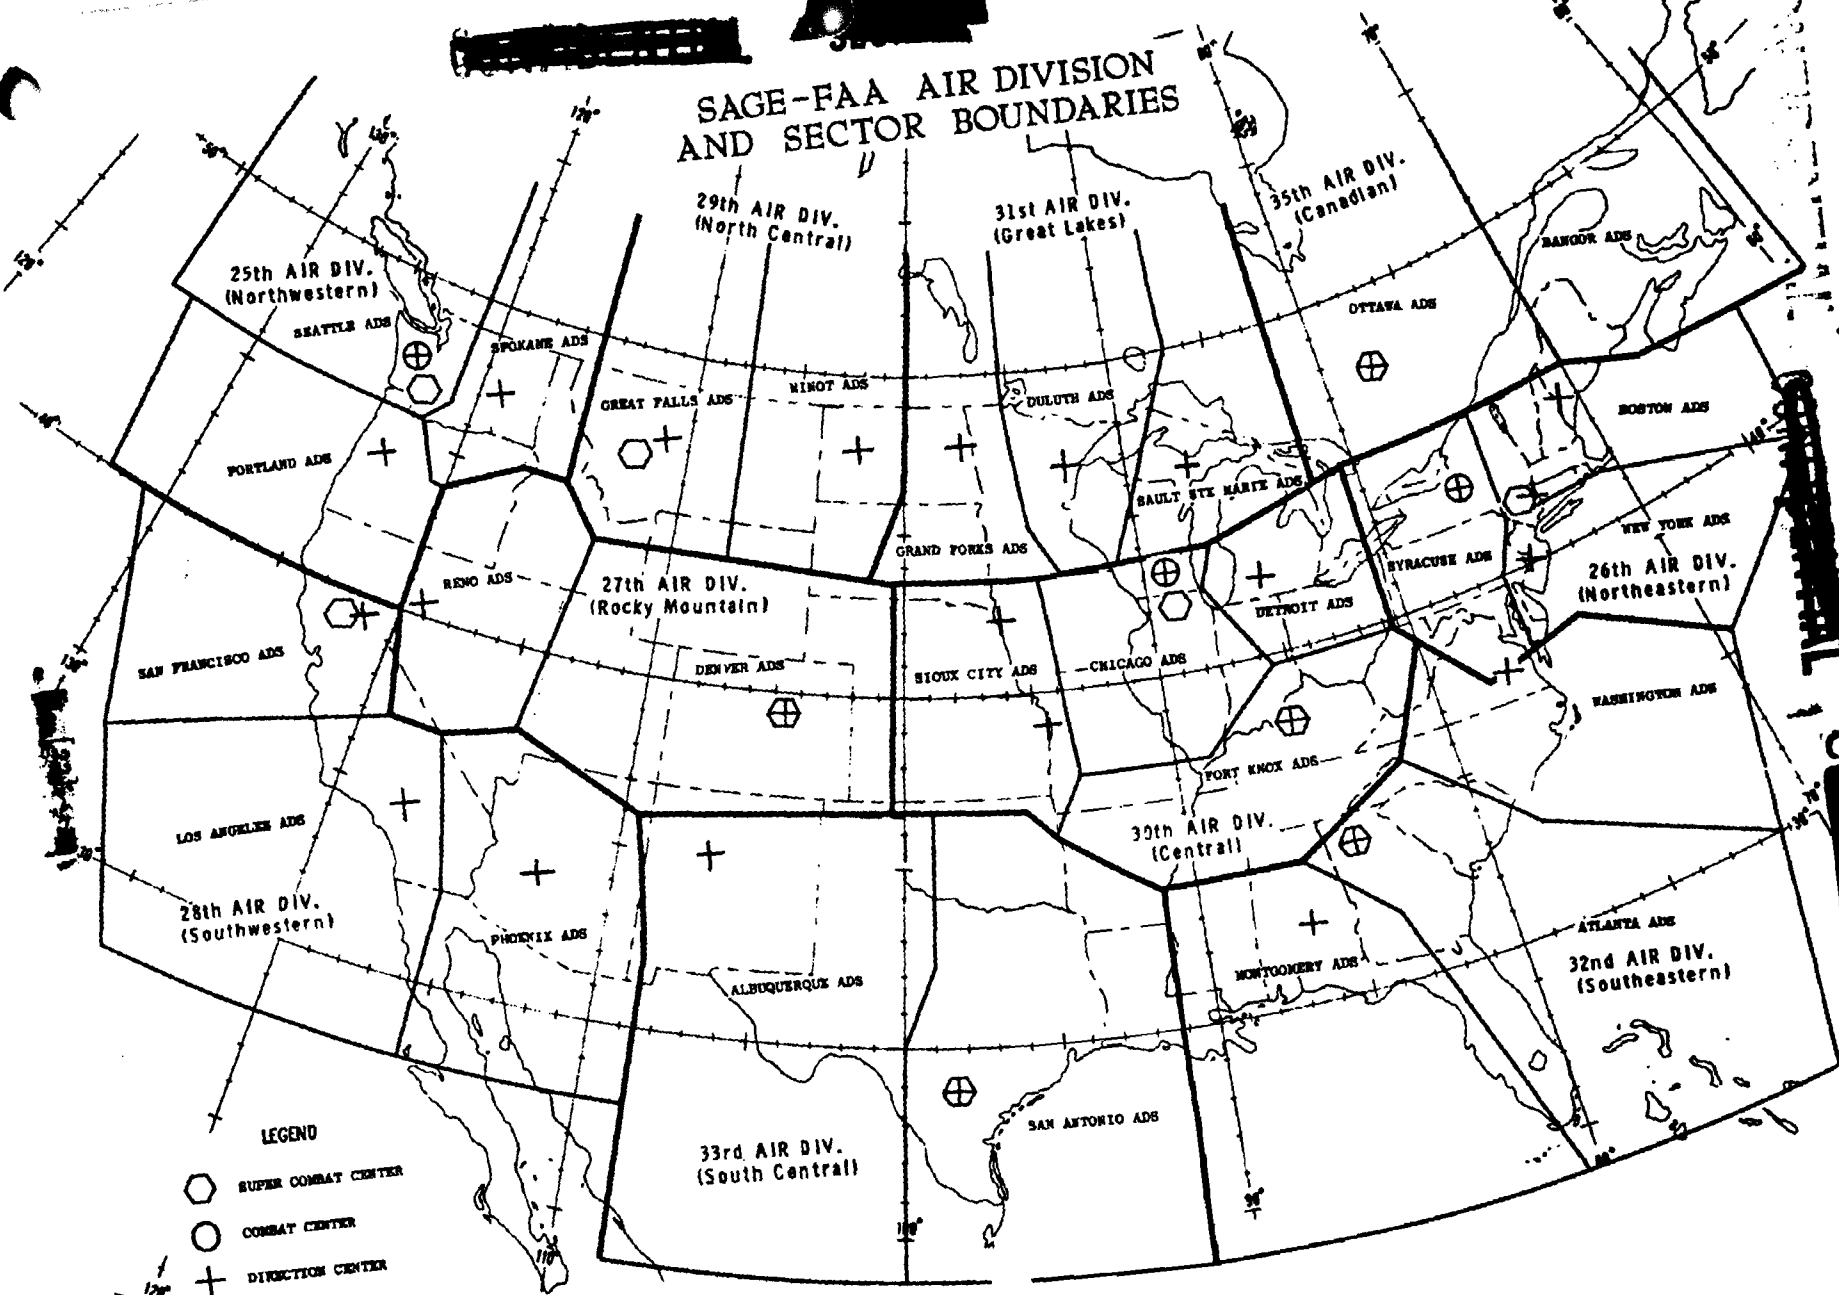 SAGE-FAA AIR DIVISION
AND SECTOR BOUNDARIES
29th AIR DIV.
(North Central)
31st AIR DIV.
(Great Lakes)
35th AIR DIV.
(Canadian)
BANGOR ADS
25th AIR DIV.
(Northwestern)
SEATTLE ADS
SPOKANE ADS
OTTAWA ADS
GREAT FALLS ADS
MINOT ADS
DULUTH ADS
BOSTON ADS
PORTLAND ADS
SAULT STE MARIE ADS
NEW YORK ADS
GRAND FORKS ADS
SYRACUSE ADS
26th AIR DIV.
(Northeastern)
RENO ADS
27th AIR DIV.
(Rocky Mountain)
DETROIT ADS
SAN FRANCISCO ADS
DENVER ADS
SIOUX CITY ADS
CHICAGO ADS
WASHINGTON ADS
FORT KNOX ADS
LOS ANGELES ADS
30th AIR DIV.
(Central)
28th AIR DIV.
(Southwestern)
PHOENIX ADS
ALBUQUERQUE ADS
MONTGOMERY ADS
ATLANTA ADS
32nd AIR DIV.
(Southeastern)
SAN ANTONIO ADS
33rd AIR DIV.
(South Central)
LEGEND
SUPER COMBAT CENTER
COMBAT CENTER
DIRECTION CENTER
120°
110°
90°
80°